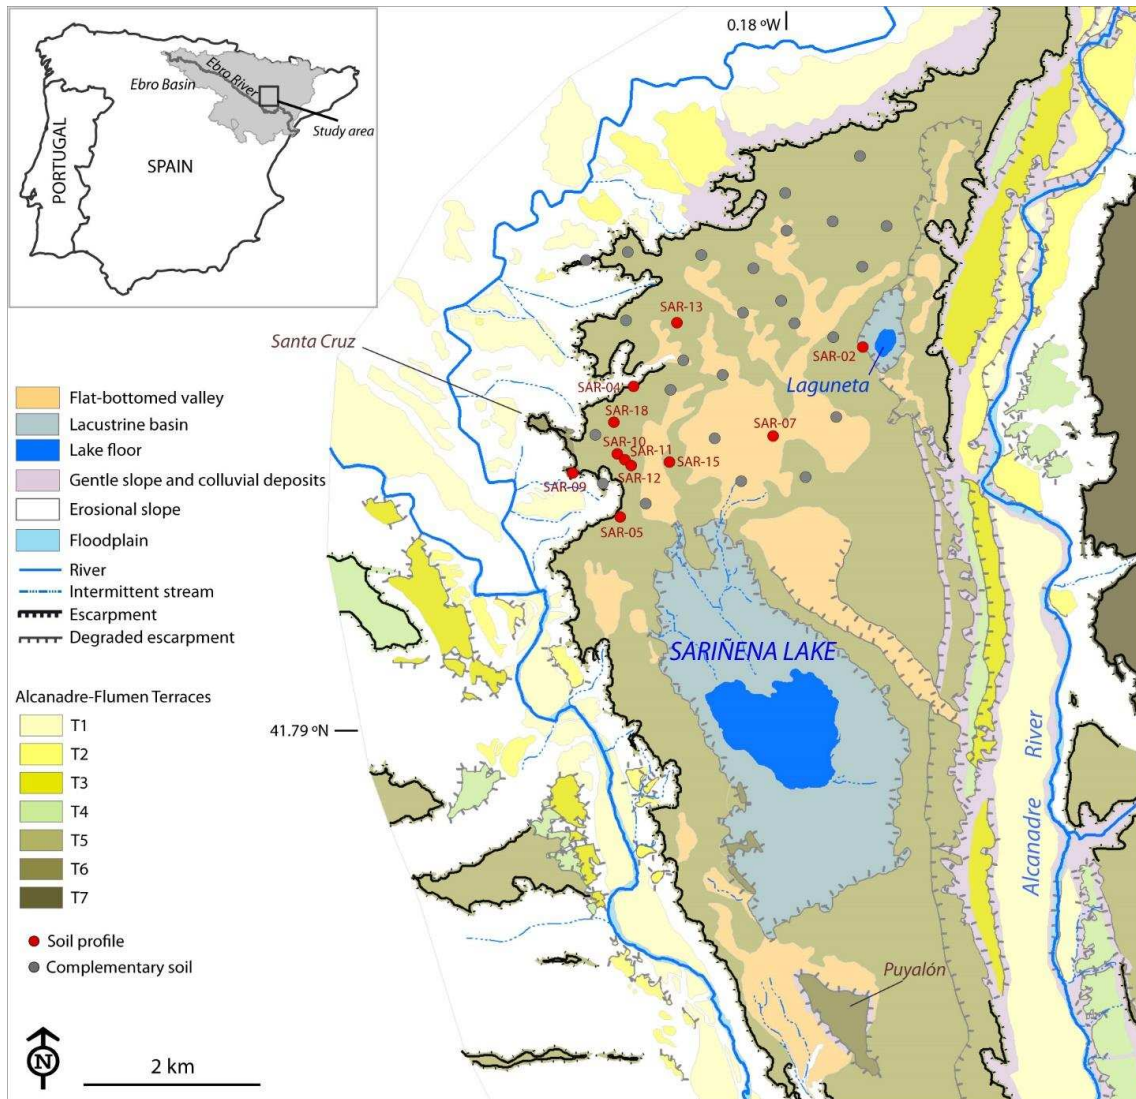 0.18 ºW
Ebro Basin
Ebro River
Study area
PORTUGAL
SPAIN
Santa Cruz
SAR-13
SAR-02
Laguneta
SAR-04
SAR-18
SAR-07
SAR-10
SAR-11
SAR-15
SAR-12
SAR-09
SAR-05
Flat-bottomed valley
Lacustrine basin
Lake floor
Gentle slope and colluvial deposits
Erosional slope
Floodplain
River
Intermittent stream
Escarpment
Degraded escarpment
SARIÑENA LAKE
41.79 ºN
Alcanadre River
Alcanadre-Flumen Terraces
T1
T2
T3
T4
T5
T6
T7
Soil profile
Complementary soil
Puyalón
N
2 km